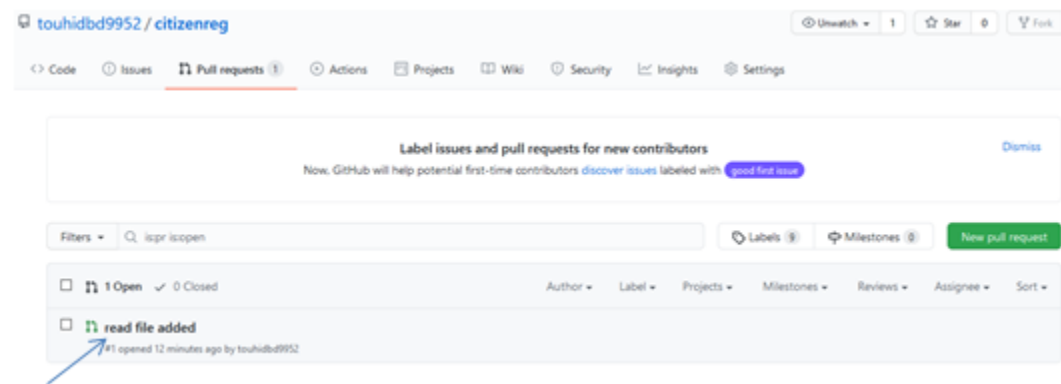 touhidbd9952 / citizenreg
Unwatch 1 Star 0 Fork
Code Issues Pull requests 1 Actions Projects Wiki Security Insights Settings
Label issues and pull requests for new contributors
Dismiss
Now, GitHub will help potential first-time contributors discover issues labeled with good first issue
Filters is:pr is:open Labels 9 Milestones 0 New pull request
1 Open 0 Closed Author Label Projects Milestones Reviews Assignee Sort
read file added
#1 opened 12 minutes ago by touhidbd9952